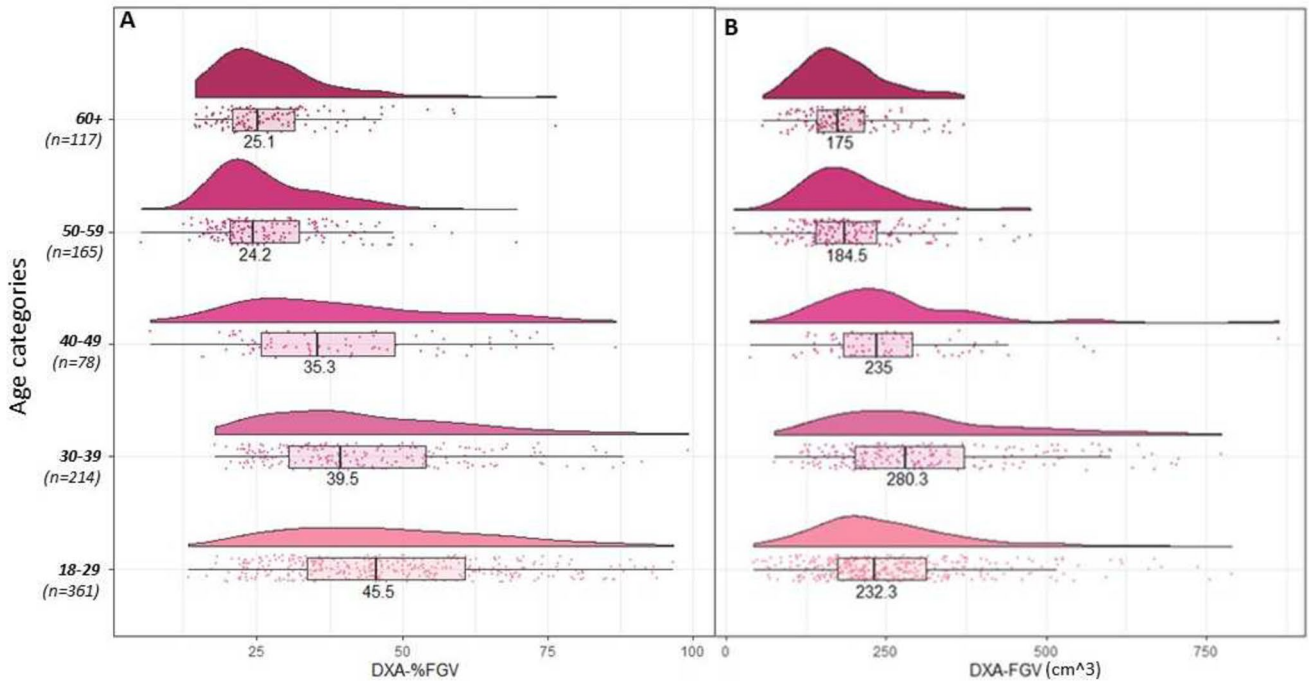 A
B
Age categories
60+
(n=117)
25.1
175
50-59
(n=165)
24.2
184.5
40-49
(n=78)
35.3
235
30-39
(n=214)
39.5
280.3
18-29
(n=361)
45.5
232.3
25 50 75 100
0 250 500 750
DXA-%FGV
DXA-FGV (cm^3)